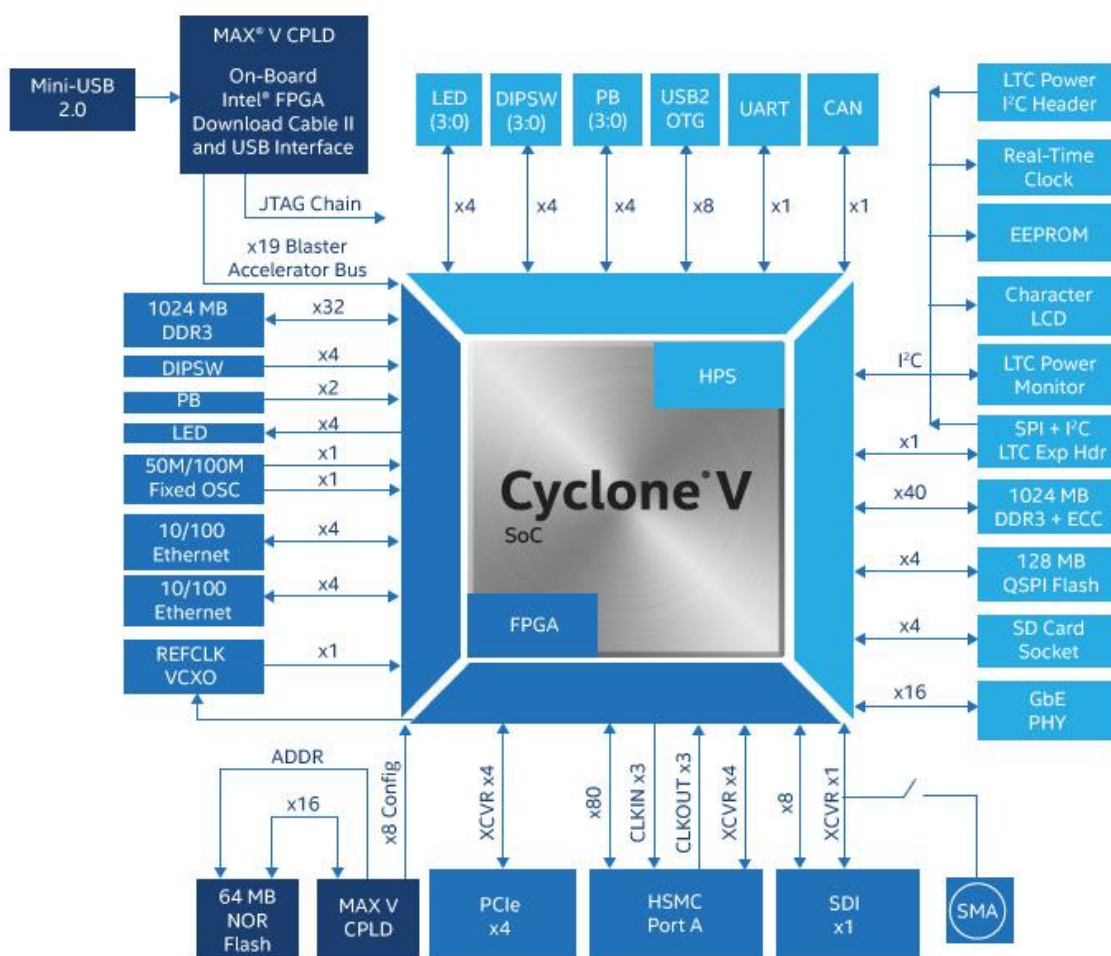 MAX® V CPLD
On-Board
Intel® FPGA
Download Cable II
and USB Interface
Mini-USB
2.0
LED
(3:0)
DIPSW
(3:0)
PB
(3:0)
USB2
OTG
UART
CAN
LTC Power
I²C Header
Real-Time
Clock
EEPROM
Character
LCD
LTC Power
Monitor
SPI + I²C
LTC Exp Hdr
1024 MB
DDR3 + ECC
128 MB
QSPI Flash
SD Card
Socket
GbE
PHY
JTAG Chain
x19 Blaster
Accelerator Bus
x4
x4
x4
x8
x1
x1
1024 MB
DDR3
x32
DIPSW
x4
PB
x2
LED
x4
50M/100M
Fixed OSC
x1
x1
10/100
Ethernet
x4
10/100
Ethernet
x4
REFCLK
VCXO
x1
HPS
Cyclone® V
SoC
FPGA
I²C
x1
x40
x4
x4
x16
ADDR
x16
x8 Config
XCVR x4
x80
CLKIN x3
CLKOUT x3
XCVR x4
x8
XCVR x1
64 MB
NOR
Flash
MAX V
CPLD
PCIe
x4
HSMC
Port A
SDI
x1
SMA